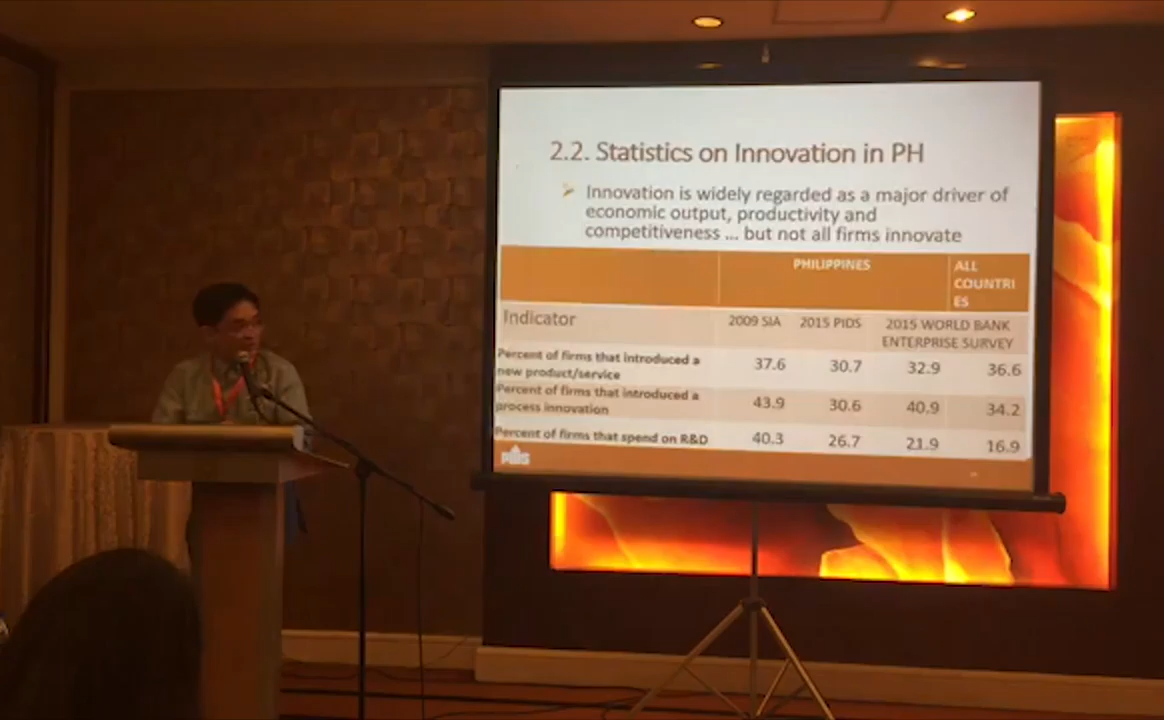 2.2. Statistics on Innovation in PH
Innovation is widely regarded as a major driver of
economic output, productivity and
competitiveness ... but not all firms innovate
PHILIPPINES
ALL
COUNTRI
ES
Indicator
2009 SIA
2015 PIDS
2015 WORLD BANK
ENTERPRISE SURVEY
Percent of firms that introduced a
new product/service
37.6
30.7
32.9
36.6
Percent of firms that introduced a
process innovation
43.9
30.6
40.9
34.2
Percent of firms that spend on R&D
40.3
26.7
21.9
16.9
PIDS